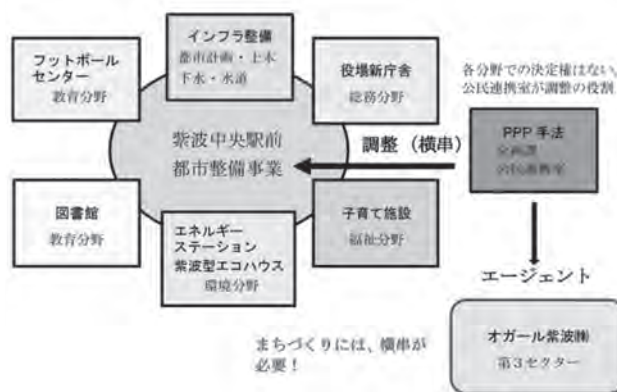 インフラ整備
都市計画・土木
下水・水道
フットボール
センター
教育分野
役場新庁舎
総務分野
各分野での決定権はない。
公民連携室が調整の役割
紫波中央駅前
都市整備事業
調整（横串）
PPP 手法
企画課
公民連携室
図書館
教育分野
エネルギー
ステーション
紫波型エコハウス
環境分野
子育て施設
福祉分野
エージェント
まちづくりには、横串が
必要！
オガール紫波㈱
第３セクター